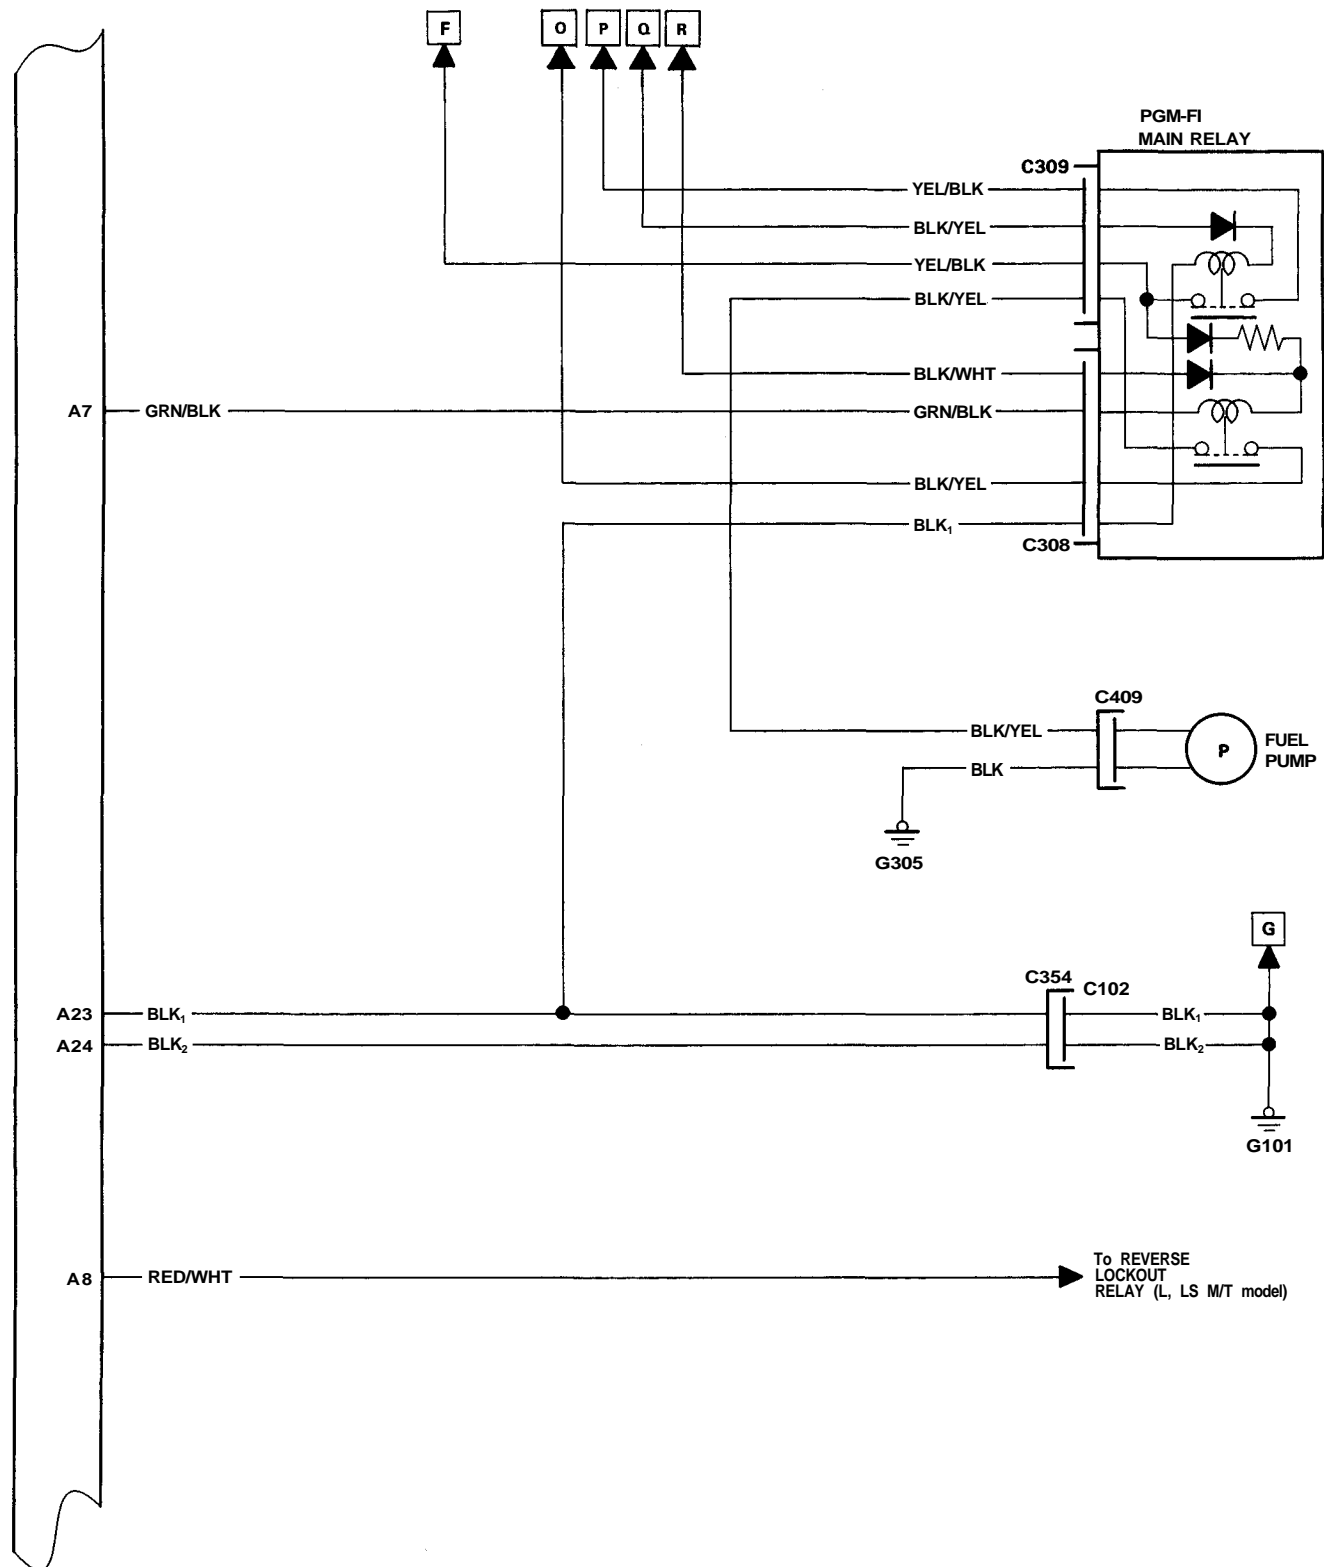 F O P Q R
PGM-FI
MAIN RELAY
C309
YEL/BLK
BLK/YEL
YEL/BLK
BLK/YEL
BLK/WHT
A7 GRN/BLK GRN/BLK
BLK/YEL
BLK₁
C308
C409
BLK/YEL
BLK
P
FUEL
PUMP
G305
G
C354
C102
A23 BLK₁ BLK₁
A24 BLK₂ BLK₂
G101
A8 RED/WHT
To REVERSE
LOCKOUT
RELAY (L, LS M/T model)